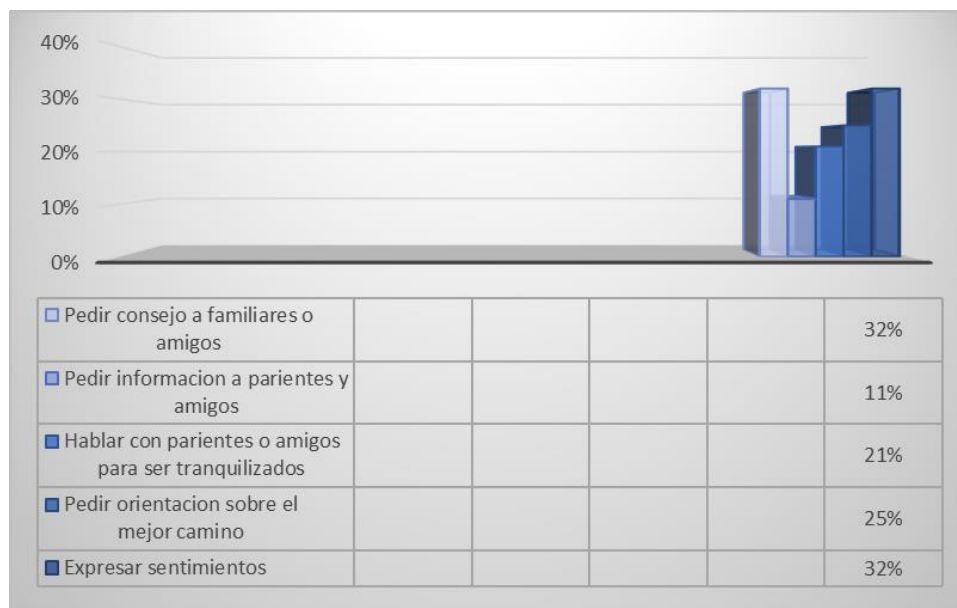 40%
30%
20%
10%
0%
Pedir consejo a familiares o
amigos
32%
Pedir informacion a parientes y
amigos
11%
Hablar con parientes o amigos
para ser tranquilizados
21%
Pedir orientacion sobre el
mejor camino
25%
Expresar sentimientos
32%